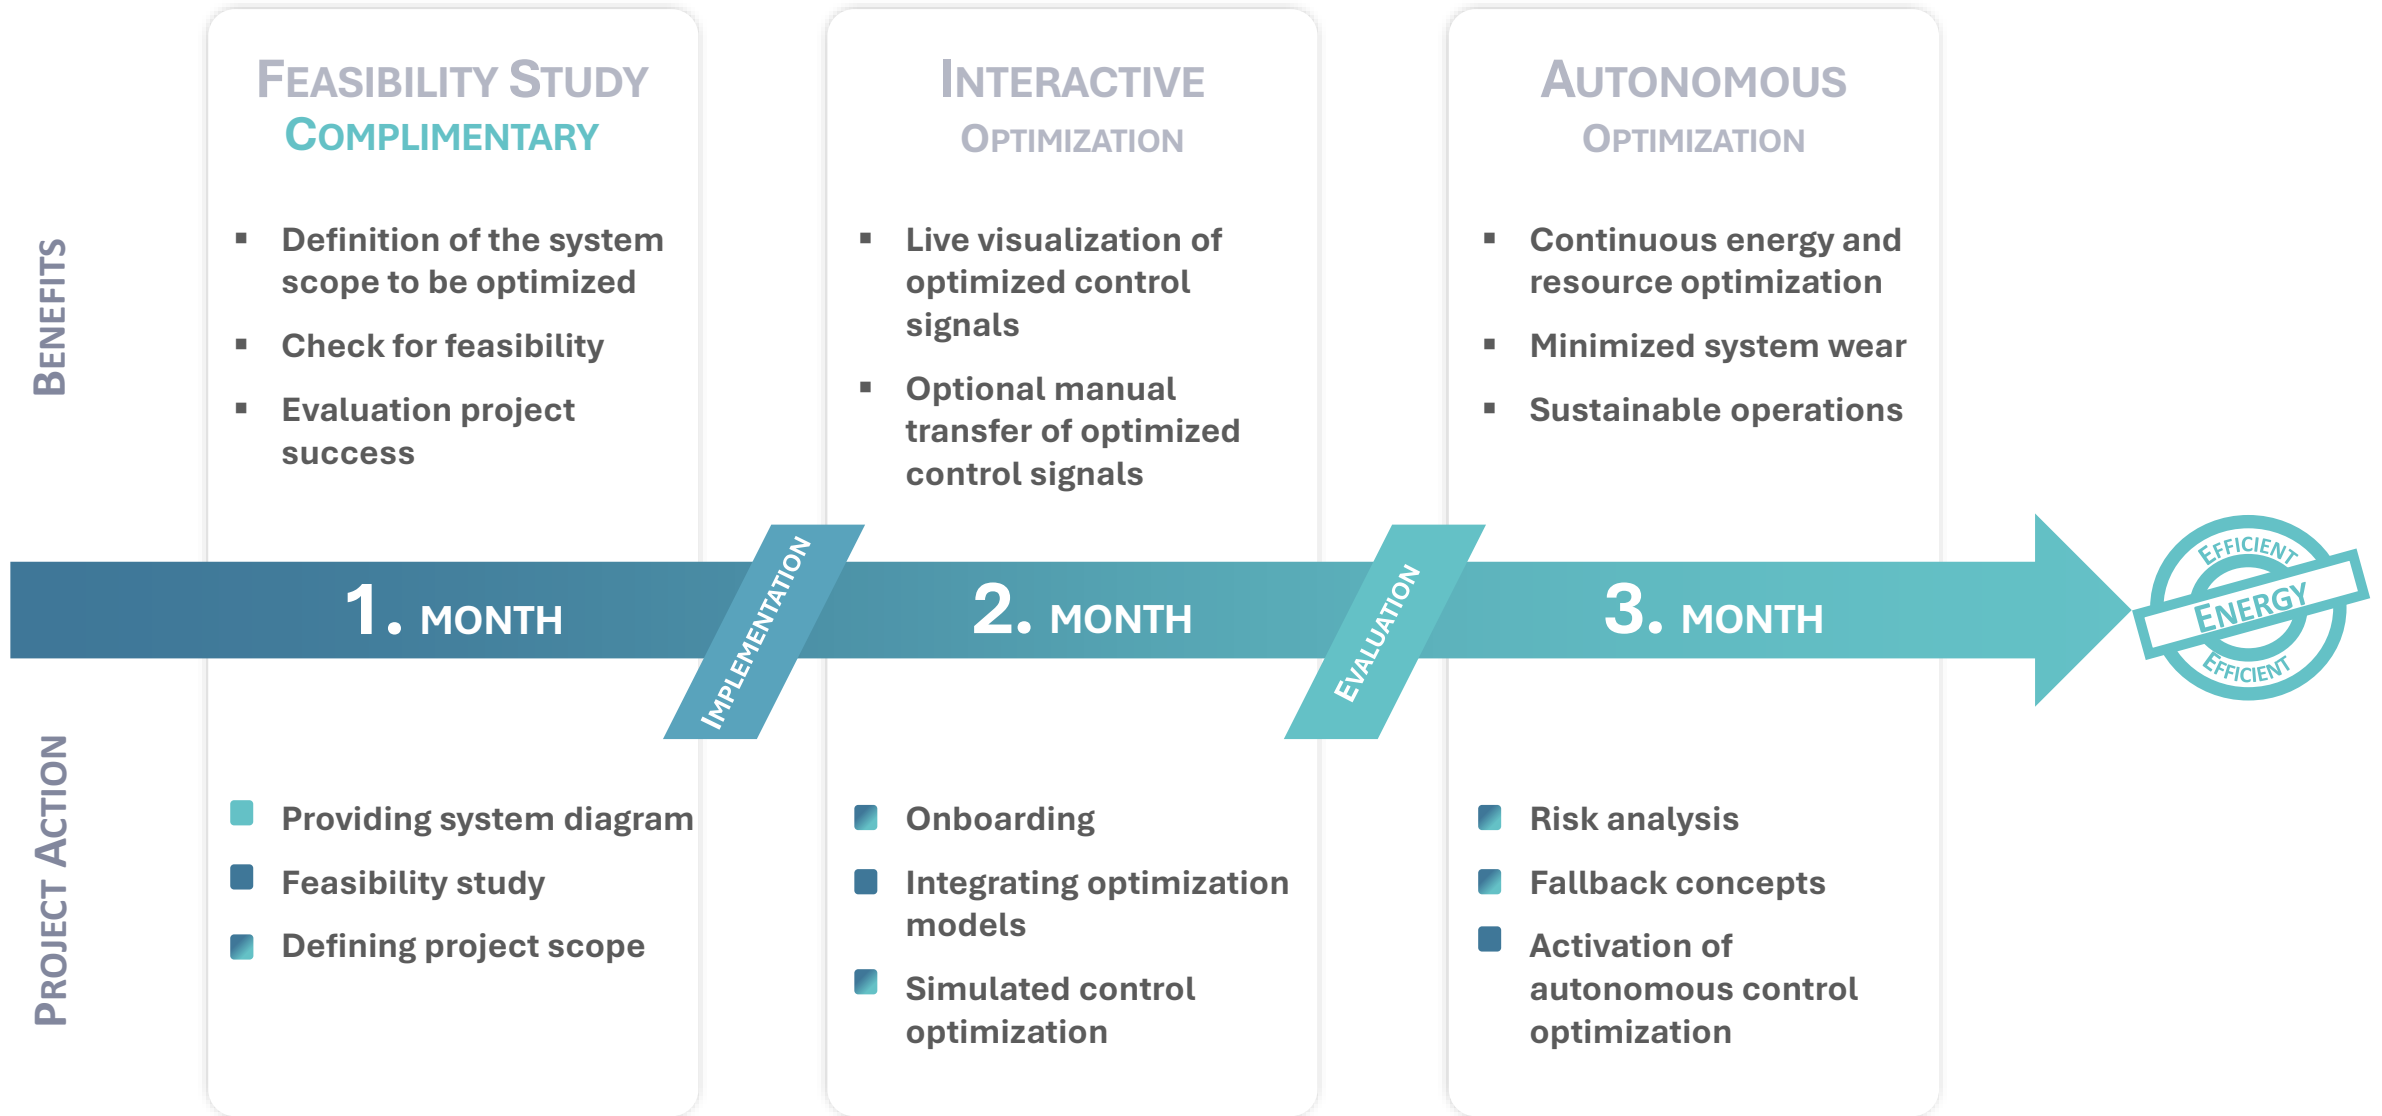 FEASIBILITY STUDY
COMPLIMENTARY
INTERACTIVE
OPTIMIZATION
AUTONOMOUS
OPTIMIZATION
BENEFITS
Definition of the system
scope to be optimized
Check for feasibility
Evaluation project
success
Live visualization of
optimized control
signals
Optional manual
transfer of optimized
control signals
Continuous energy and
resource optimization
Minimized system wear
Sustainable operations
1. MONTH
IMPLEMENTATION
2. MONTH
EVALUATION
3. MONTH
EFFICIENT
ENERGY
EFFICIENT
PROJECT ACTION
Providing system diagram
Feasibility study
Defining project scope
Onboarding
Integrating optimization
models
Simulated control
optimization
Risk analysis
Fallback concepts
Activation of
autonomous control
optimization